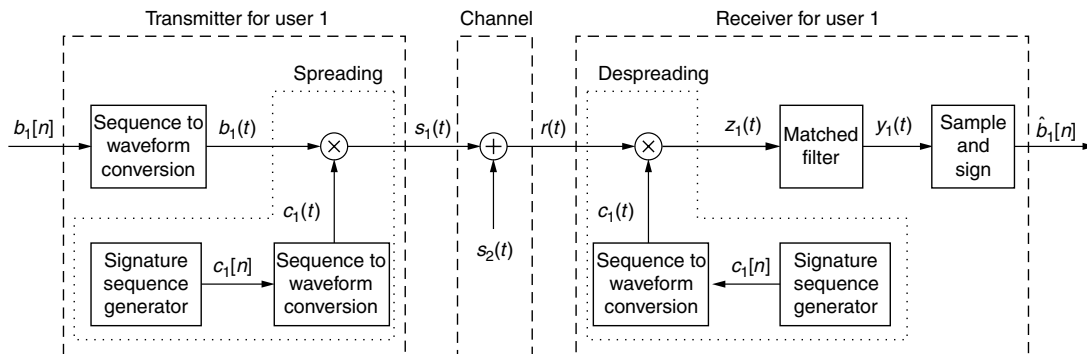 Transmitter for user 1
Channel
Receiver for user 1
Spreading
Despreading
b₁[n]
Sequence to
waveform
conversion
b₁(t)
×
s₁(t)
+
r(t)
×
z₁(t)
Matched
filter
y₁(t)
Sample
and
sign
b̂₁[n]
c₁(t)
s₂(t)
c₁(t)
Signature
sequence
generator
c₁[n]
Sequence to
waveform
conversion
Sequence to
waveform
conversion
c₁[n]
Signature
sequence
generator